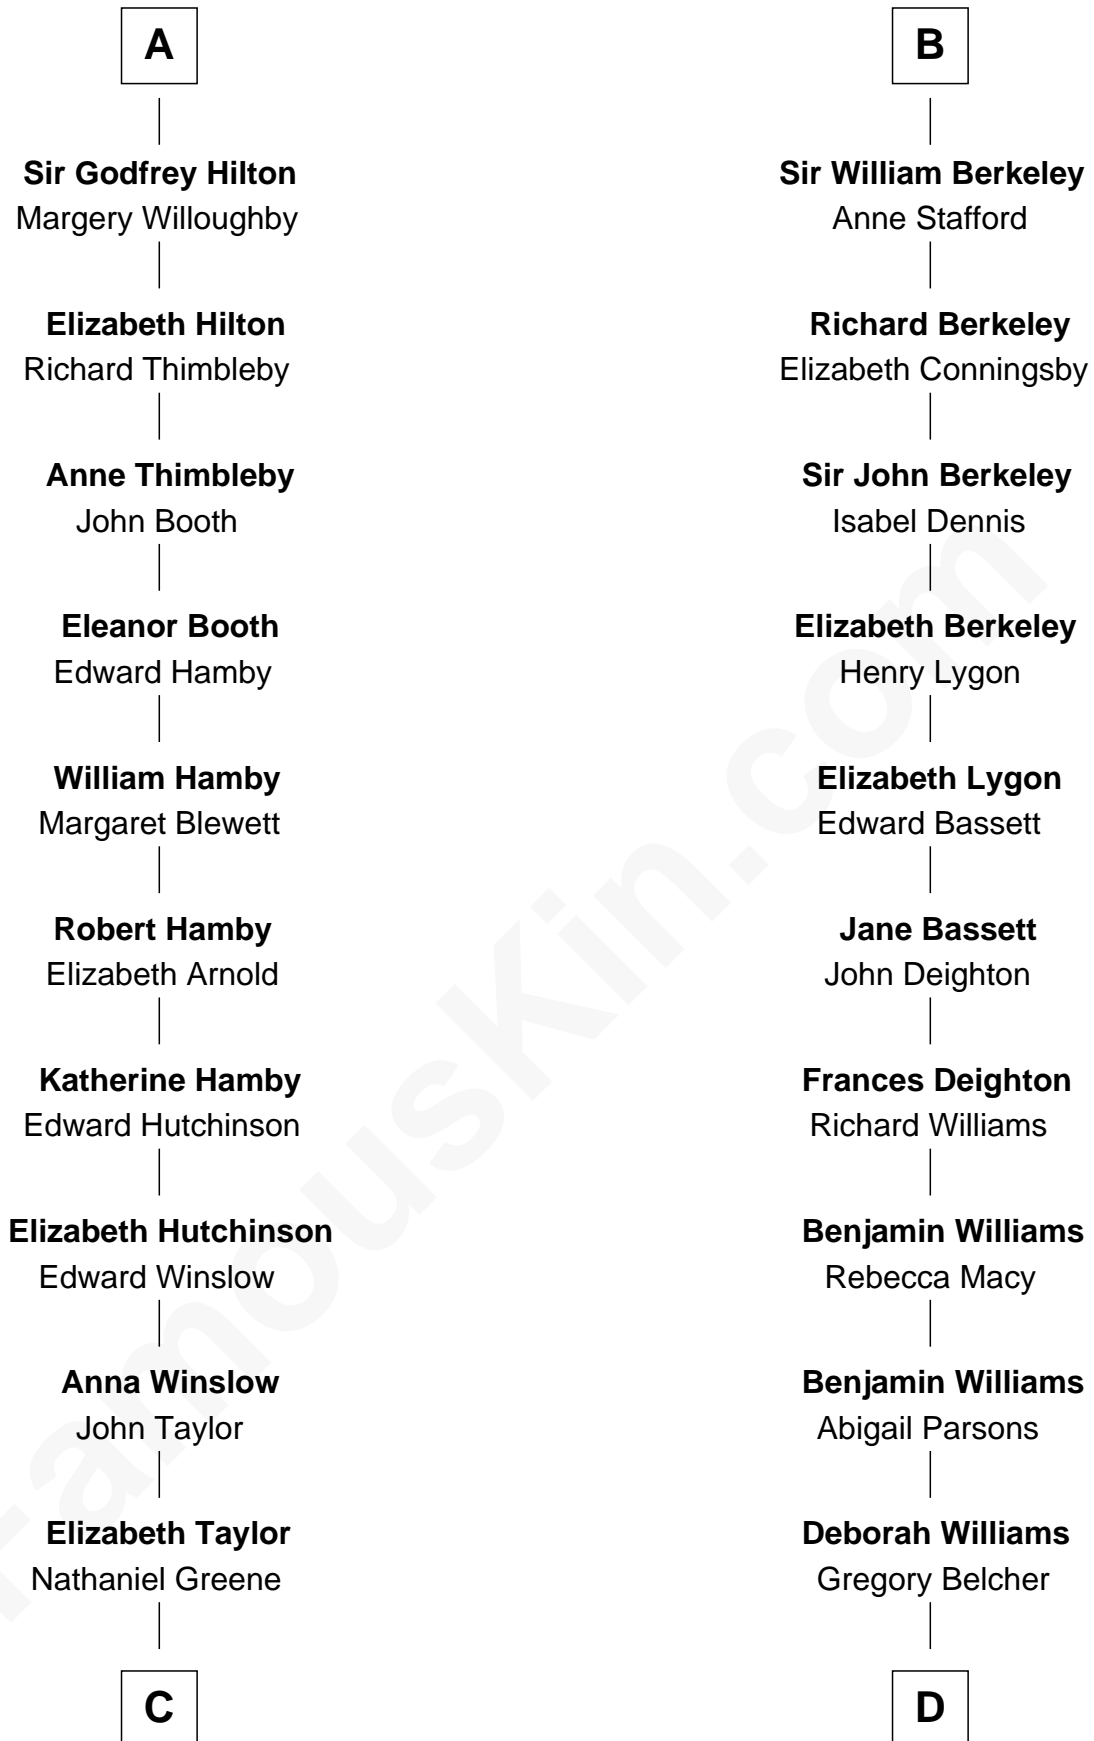 A
Sir Godfrey Hilton
Margery Willoughby
Elizabeth Hilton
Richard Thimbleby
Anne Thimbleby
John Booth
Eleanor Booth
Edward Hamby
William Hamby
Margaret Blewett
Robert Hamby
Elizabeth Arnold
Katherine Hamby
Edward Hutchinson
Elizabeth Hutchinson
Edward Winslow
Anna Winslow
John Taylor
Elizabeth Taylor
Nathaniel Greene
C
B
Sir William Berkeley
Anne Stafford
Richard Berkeley
Elizabeth Conningsby
Sir John Berkeley
Isabel Dennis
Elizabeth Berkeley
Henry Lygon
Elizabeth Lygon
Edward Bassett
Jane Bassett
John Deighton
Frances Deighton
Richard Williams
Benjamin Williams
Rebecca Macy
Benjamin Williams
Abigail Parsons
Deborah Williams
Gregory Belcher
D
FamousKin.com